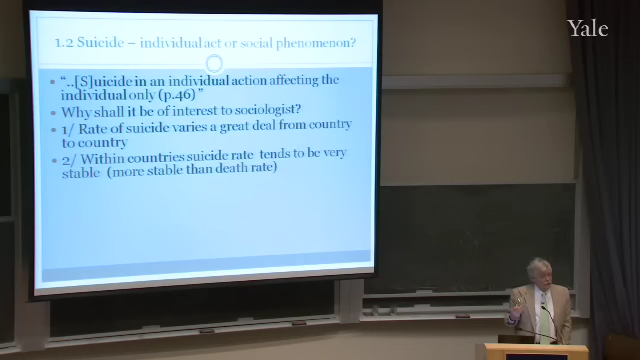 Yale
1.2 Suicide – individual act or social phenomenon?
• "..[S]uicide in an individual action affecting the
individual only (p.46)"
• Why shall it be of interest to sociologist?
• 1/ Rate of suicide varies a great deal from country
to country
• 2/ Within countries suicide rate tends to be very
stable (more stable than death rate)